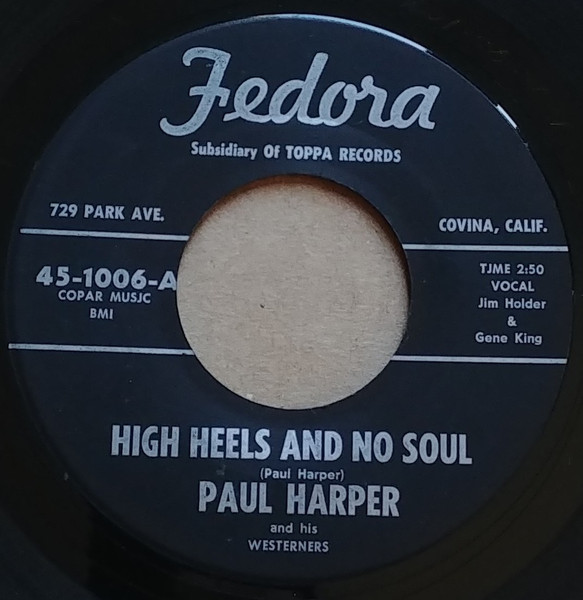 Fedora
Subsidiary Of TOPPA RECORDS
729 PARK AVE.
COVINA, CALIF.
45-1006-A
COPAR MUSJC
BMI
TJME 2:50
VOCAL
Jim Holder
&
Gene King
HIGH HEELS AND NO SOUL
(Paul Harper)
PAUL HARPER
and his
WESTERNERS